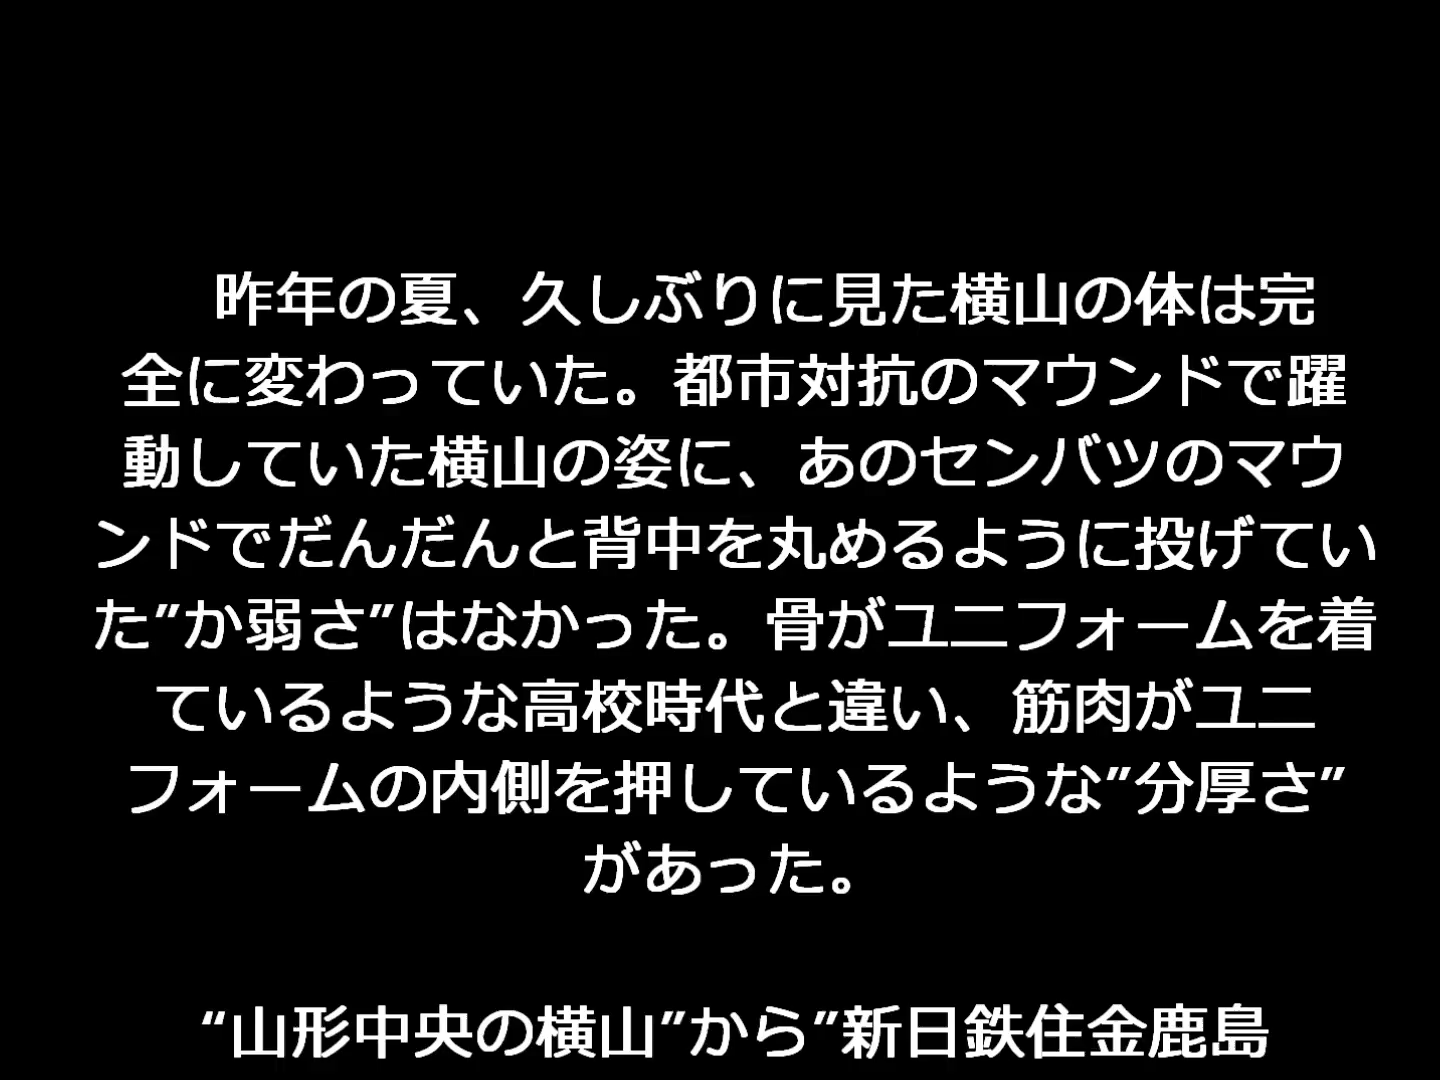 昨年の夏、久しぶりに見た横山の体は完
全に変わっていた。都市対抗のマウンドで躍
動していた横山の姿に、あのセンバツのマウ
ンドでだんだんと背中を丸めるように投げてい
た”か弱さ”はなかった。骨がユニフォームを着
ているような高校時代と違い、筋肉がユニ
フォームの内側を押しているような”分厚さ”
があった。
“山形中央の横山”から”新日鉄住金鹿島